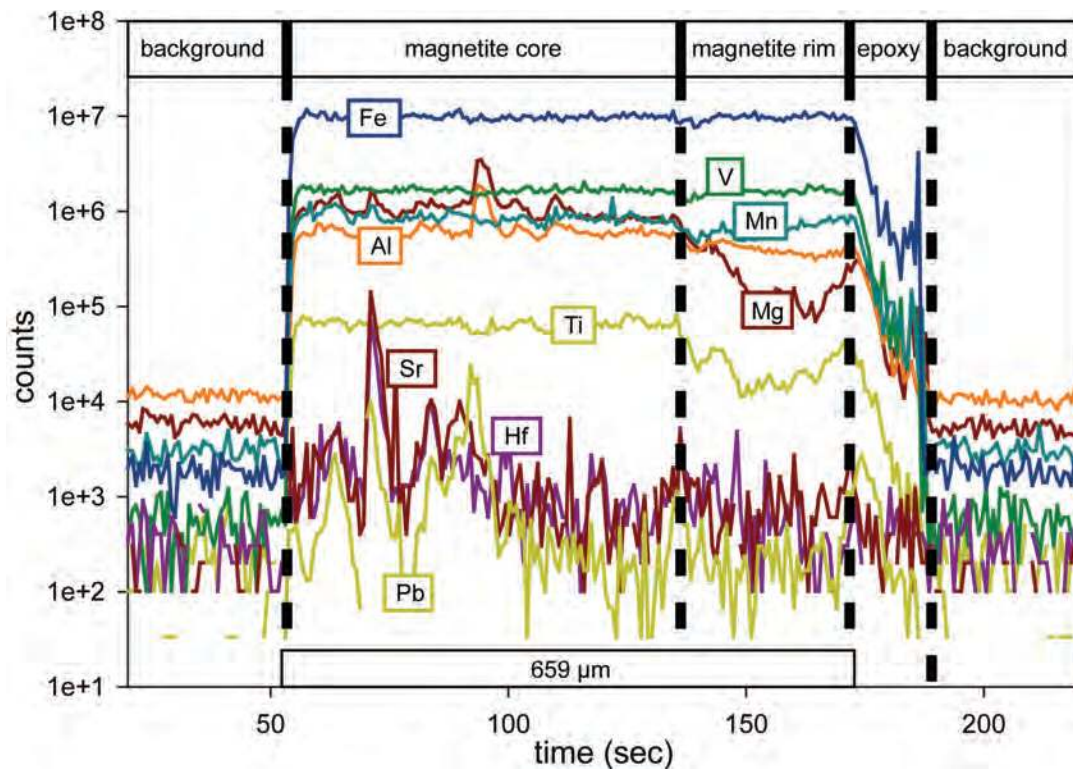 1e+8
background magnetite core magnetite rim epoxy background
1e+7
Fe
V
1e+6
Mn
Al
1e+5
Mg
Ti
Sr
1e+4
Hf
1e+3
1e+2
Pb
659 µm
1e+1
50 100 150 200
counts
time (sec)